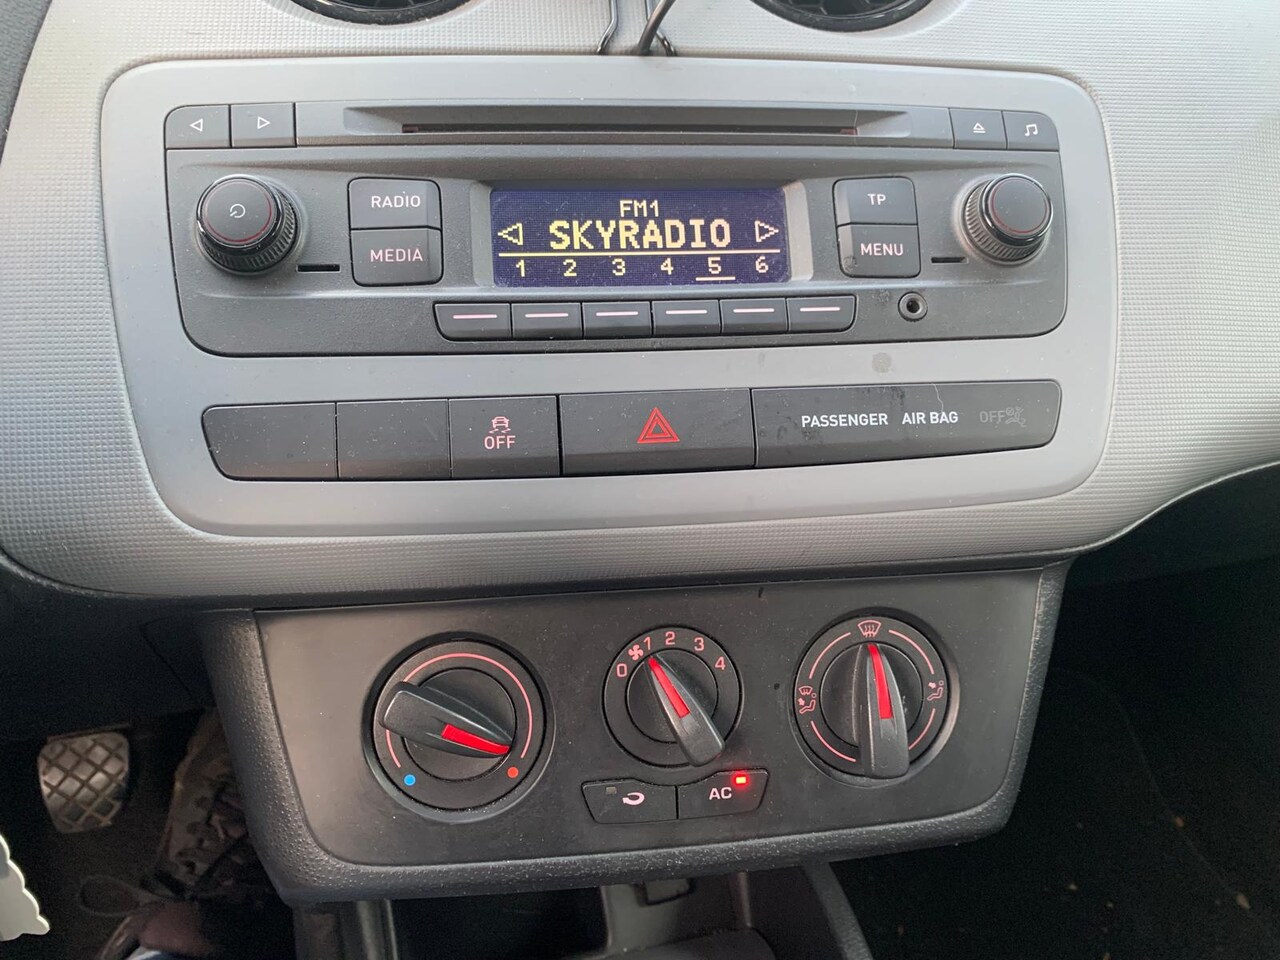 RADIO
MEDIA
FM1
SKYRADIO
1 2 3 4 5 6
TP
MENU
OFF
PASSENGER AIR BAG OFF
0 1 2 3 4
AC